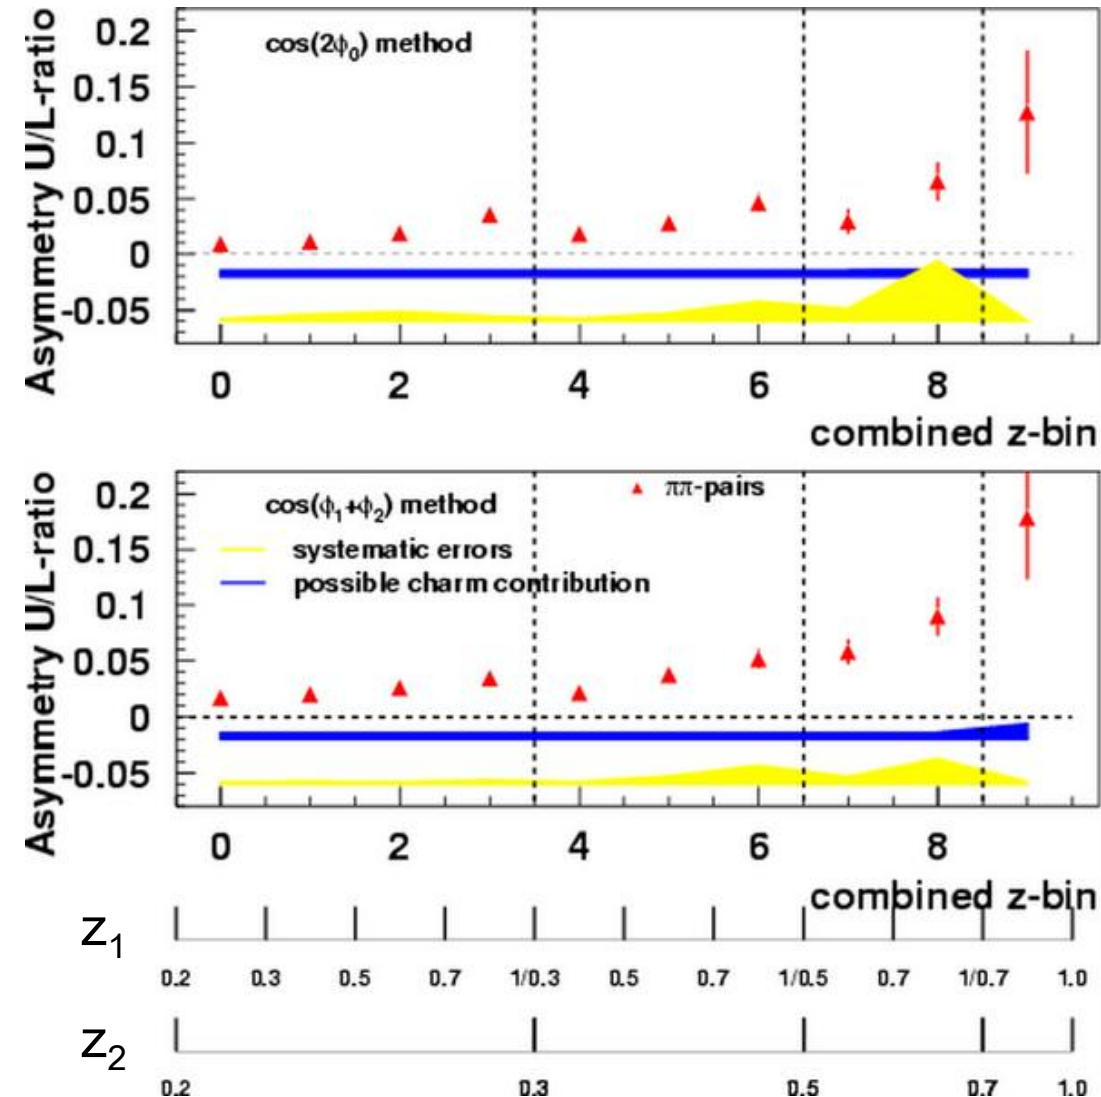 cos(2ϕ₀) method
Asymmetry U/L-ratio
0.2
0.15
0.1
0.05
0
-0.05
0 2 4 6 8
combined z-bin
cos(ϕ₁+ϕ₂) method
ππ-pairs
systematic errors
possible charm contribution
Asymmetry U/L-ratio
0.2
0.15
0.1
0.05
0
-0.05
0 2 4 6 8
combined z-bin
z₁
0.2 0.3 0.5 0.7 1/0.3 0.5 0.7 1/0.5 0.7 1/0.7 1.0
z₂
0.2 0.3 0.5 0.7 1.0